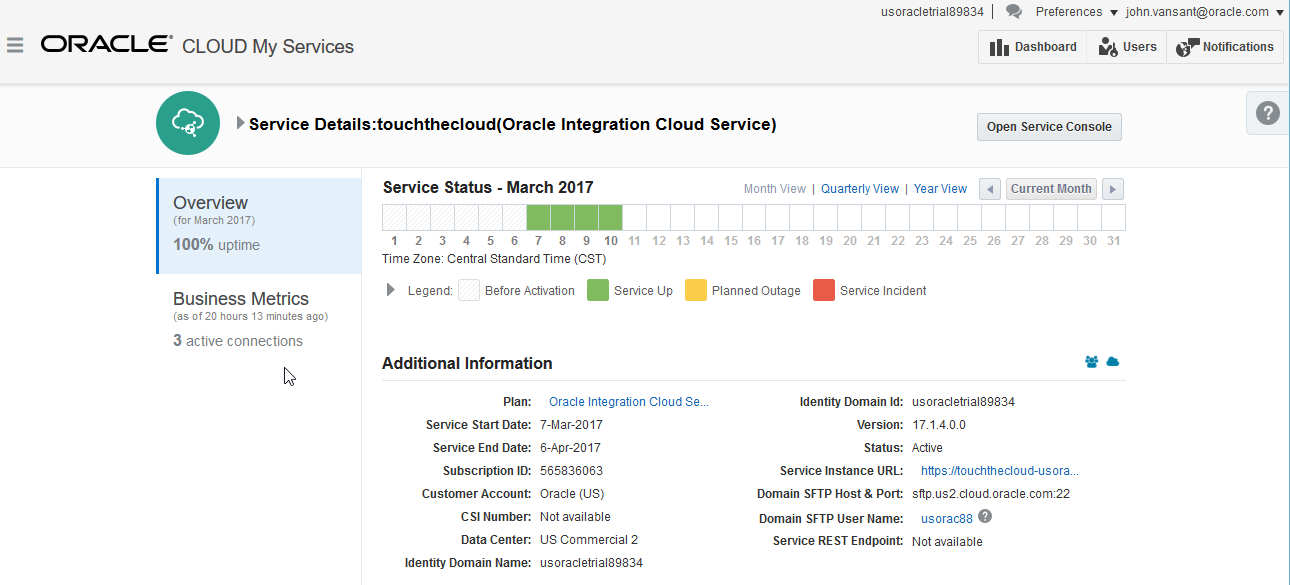 usoracletrial89834 Preferences john.vansant@oracle.com
ORACLE CLOUD My Services
Dashboard Users Notifications
Service Details:touchthecloud(Oracle Integration Cloud Service)
Open Service Console
?
Overview
(for March 2017)
100% uptime
Business Metrics
(as of 20 hours 13 minutes ago)
3 active connections
Service Status - March 2017
Month View | Quarterly View | Year View Current Month
1 2 3 4 5 6 7 8 9 10 11 12 13 14 15 16 17 18 19 20 21 22 23 24 25 26 27 28 29 30 31
Time Zone: Central Standard Time (CST)
Legend: Before Activation Service Up Planned Outage Service Incident
Additional Information
Plan: Oracle Integration Cloud Se...
Service Start Date: 7-Mar-2017
Service End Date: 6-Apr-2017
Subscription ID: 565836063
Customer Account: Oracle (US)
CSI Number: Not available
Data Center: US Commercial 2
Identity Domain Name: usoracletrial89834
Identity Domain Id: usoracletrial89834
Version: 17.1.4.0.0
Status: Active
Service Instance URL: https://touchthecloud-usora...
Domain SFTP Host & Port: sftp.us2.cloud.oracle.com:22
Domain SFTP User Name: usorac88 ?
Service REST Endpoint: Not available